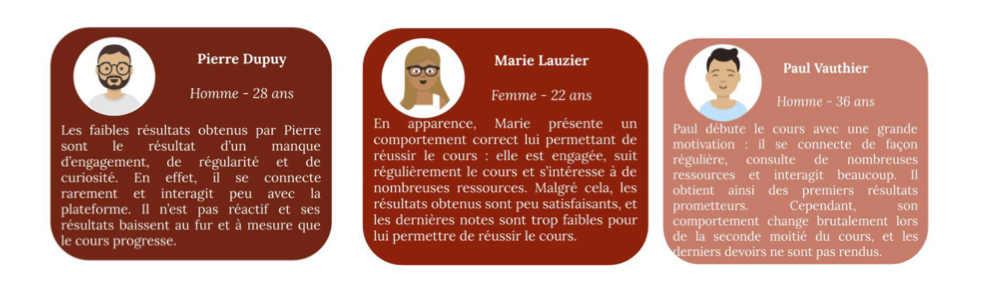 Pierre Dupuy
Homme - 28 ans
Les faibles résultats obtenus par Pierre
sont le résultat d'un manque
d'engagement, de régularité et de
curiosité. En effet, il se connecte
rarement et interagit peu avec la
plateforme. Il n'est pas réactif et ses
résultats baissent au fur et à mesure que
le cours progresse.
Marie Lauzier
Femme - 22 ans
En apparence, Marie présente un
comportement correct lui permettant de
réussir le cours : elle est engagée, suit
régulièrement le cours et s'intéresse à de
nombreuses ressources. Malgré cela, les
résultats obtenus sont peu satisfaisants, et
les dernières notes sont trop faibles pour
lui permettre de réussir le cours.
Paul Vauthier
Homme - 36 ans
Paul débute le cours avec une grande
motivation : il se connecte de façon
régulière, consulte de nombreuses
ressources et interagit beaucoup. Il
obtient ainsi des premiers résultats
prometteurs. Cependant, son
comportement change brutalement lors
de la seconde moitié du cours, et les
derniers devoirs ne sont pas rendus.